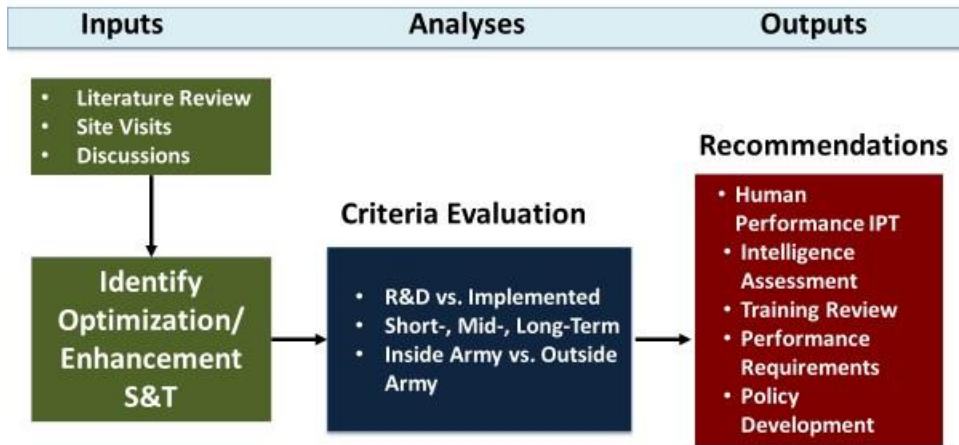 Inputs
Analyses
Outputs
• Literature Review
• Site Visits
• Discussions
Identify
Optimization/
Enhancement
S&T
Criteria Evaluation
• R&D vs. Implemented
• Short-, Mid-, Long-Term
• Inside Army vs. Outside
Army
Recommendations
• Human
Performance IPT
• Intelligence
Assessment
• Training Review
• Performance
Requirements
• Policy
Development